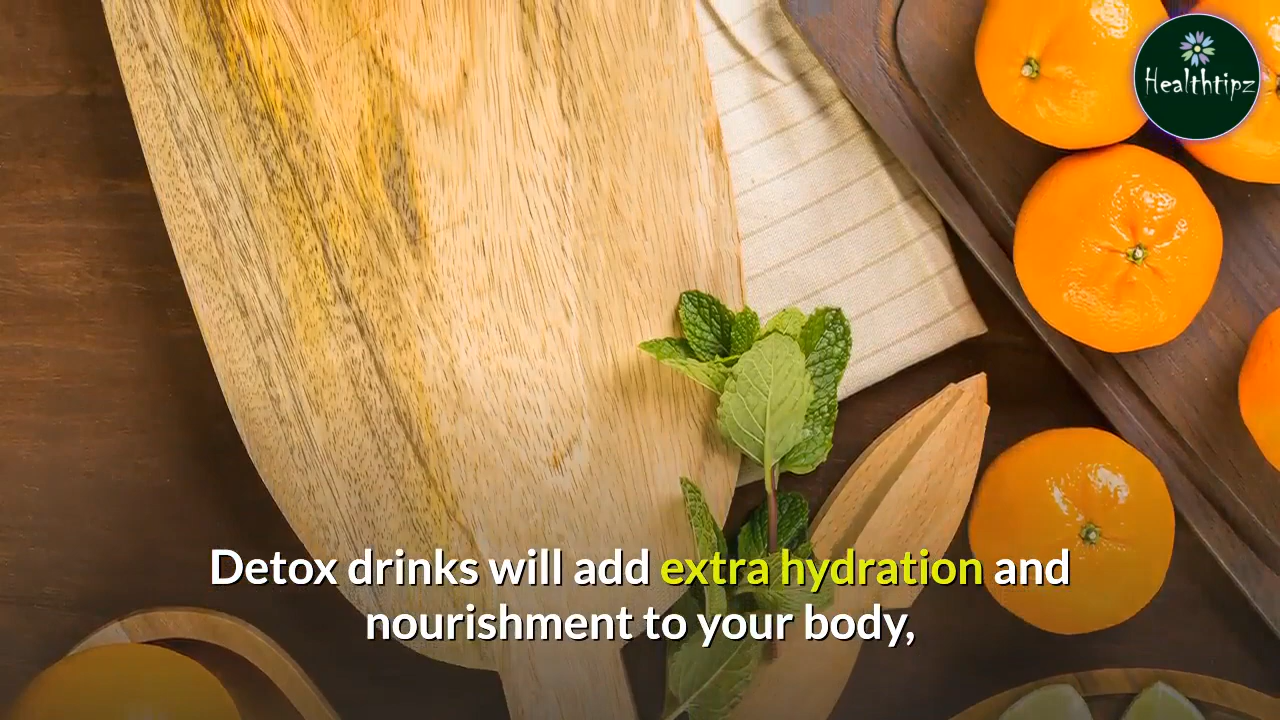 Healthtipz
Detox drinks will add extra hydration and
nourishment to your body,